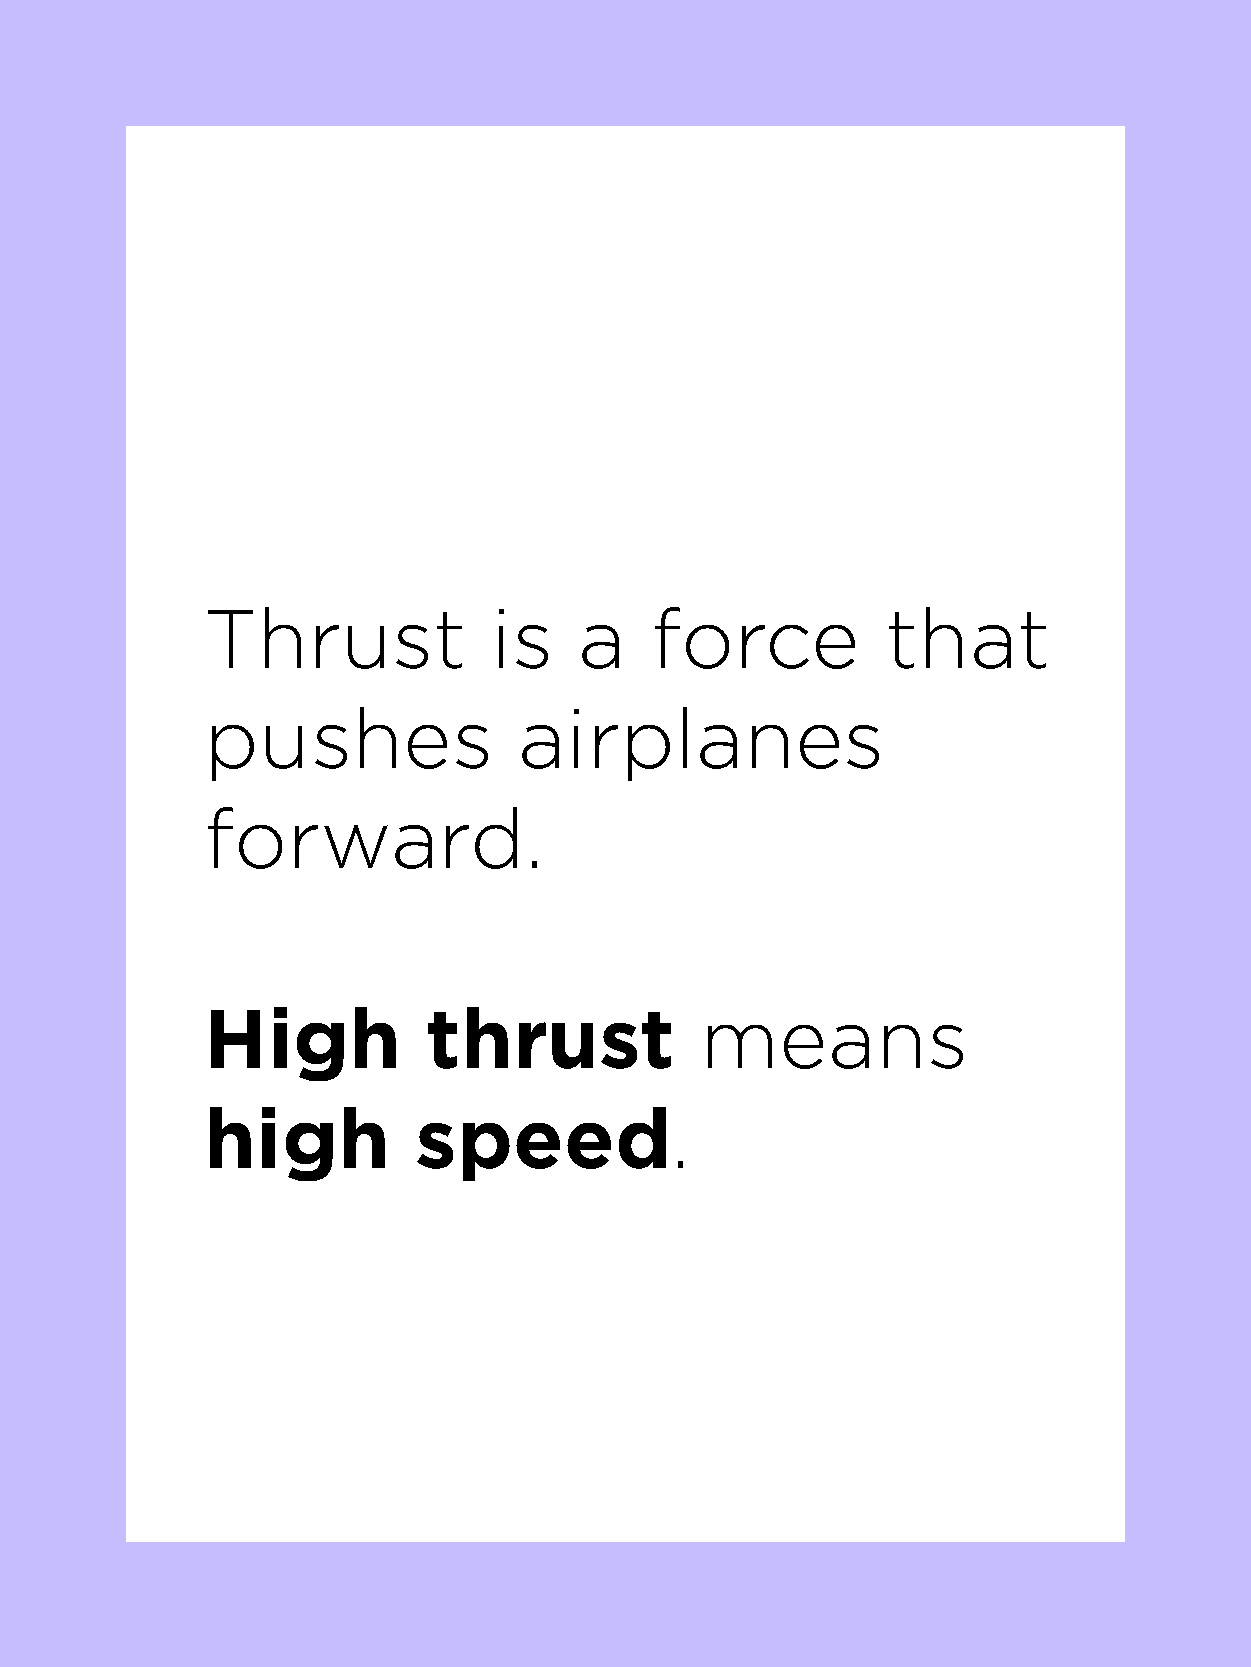 Thrust is a force that
pushes airplanes
forward.
High thrust means
high speed.